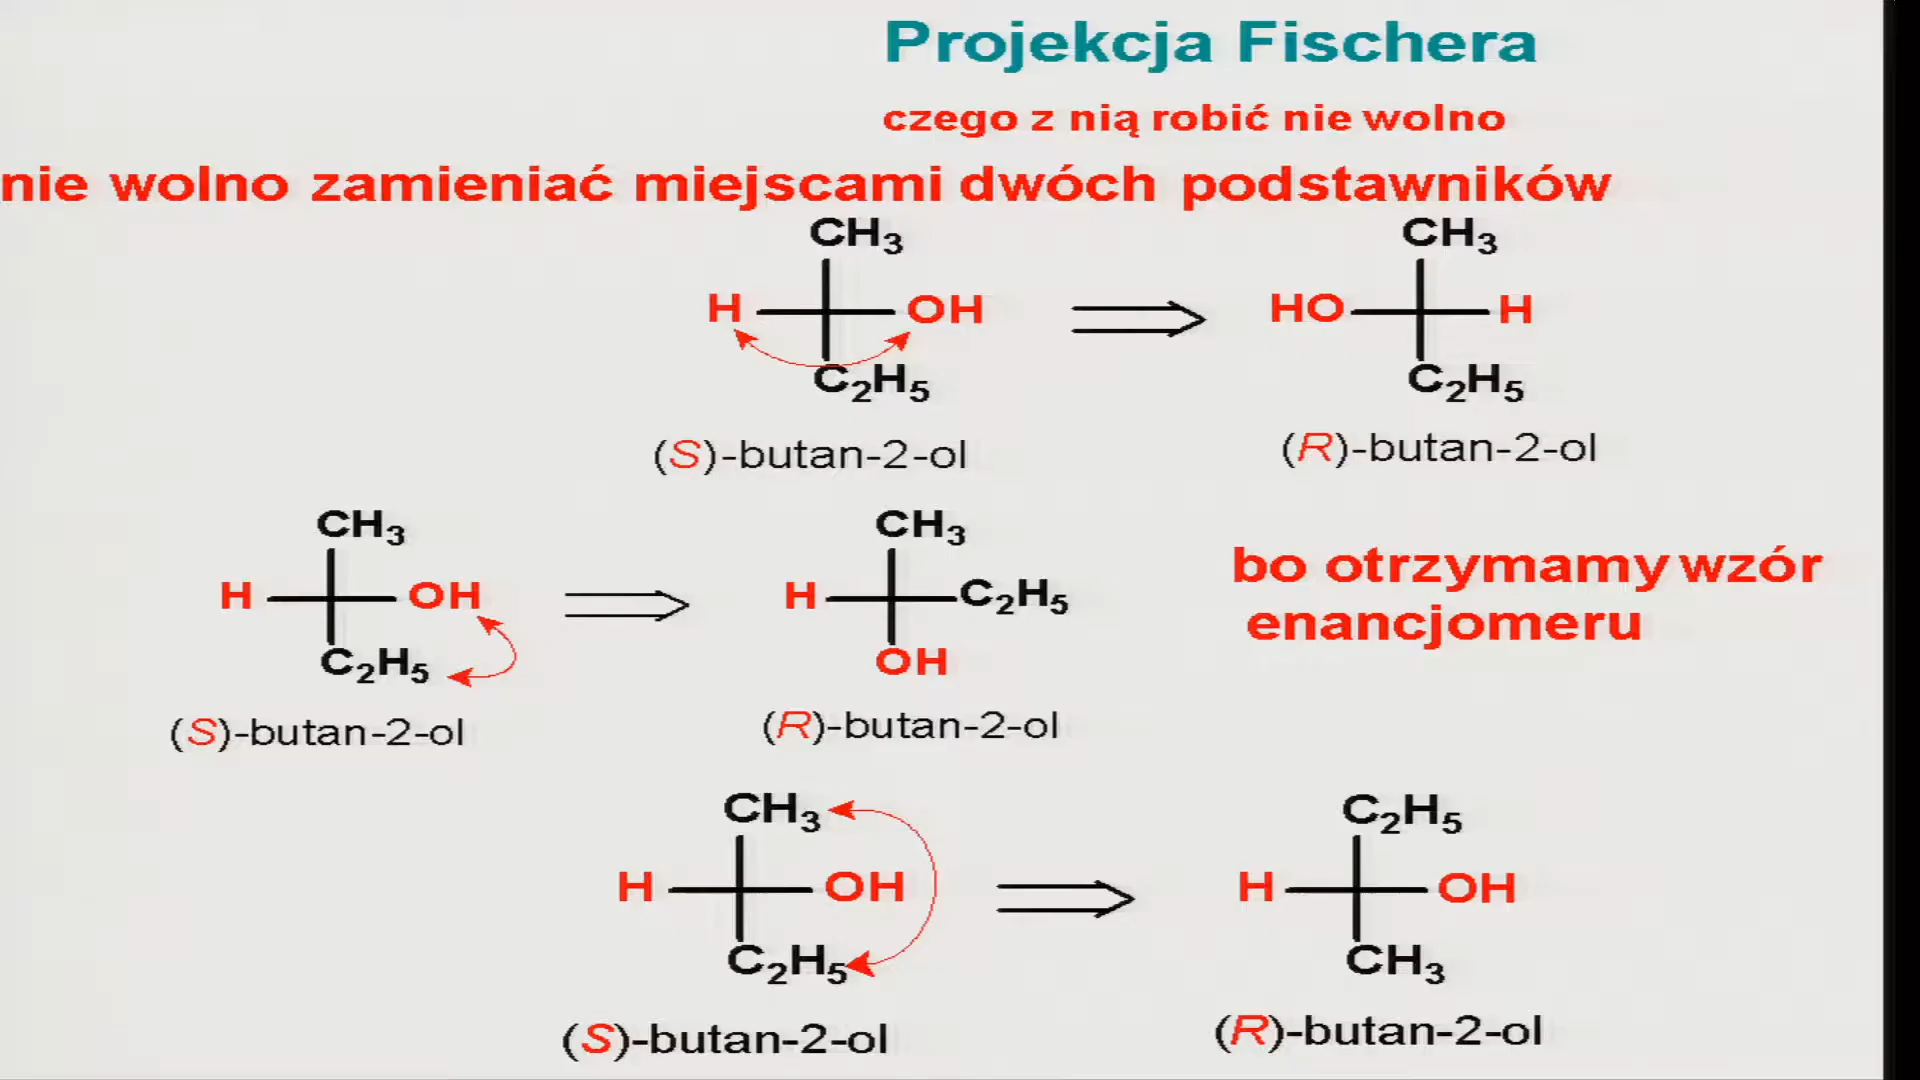 Projekcja Fischera
czego z nią robić nie wolno
nie wolno zamieniać miejscami dwóch podstawników
CH3 CH3
H OH HO H
C2H5 C2H5
(S)-butan-2-ol (R)-butan-2-ol
CH3 CH3
H OH H C2H5
C2H5 OH
(S)-butan-2-ol (R)-butan-2-ol
bo otrzymamy wzór
enancjomeru
CH3 C2H5
H OH H OH
C2H5 CH3
(S)-butan-2-ol (R)-butan-2-ol